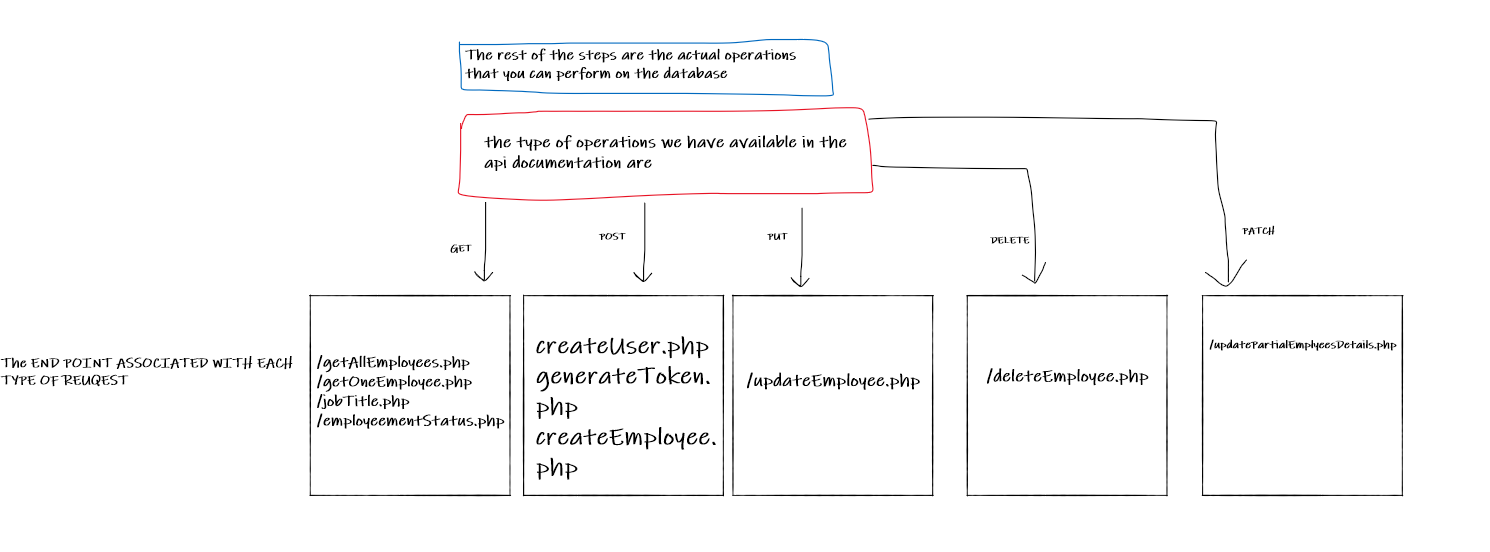 The rest of the steps are the actual operations
that you can perform on the database
the type of operations we have available in the
api documentation are
GET
POST
PUT
DELETE
PATCH
The END POINT ASSOCIATED WITH EACH
TYPE OF REUQEST
/getAllEmployees.php
/getOneEmployee.php
/jobTitle.php
/employeementStatus.php
createUser.php
generateToken.
php
createEmployee.
php
/updateEmployee.php
/deleteEmployee.php
/updatePartialEmplyeesDetails.php